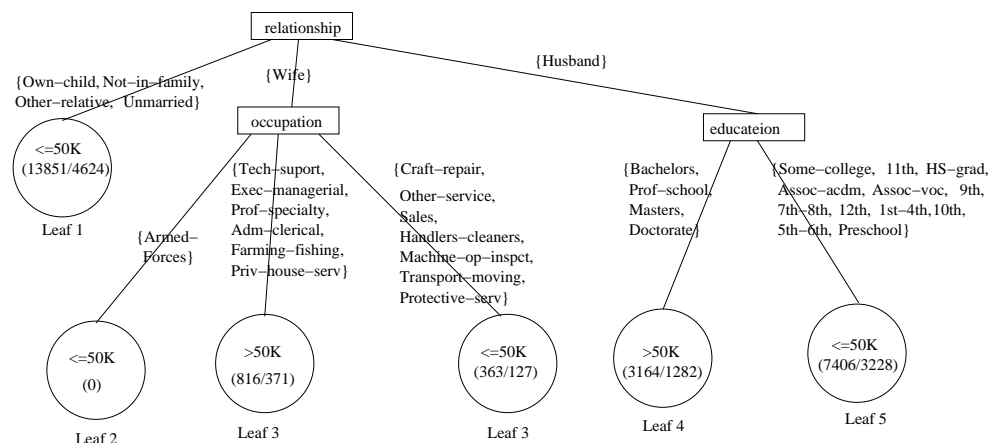 relationship
{Own−child, Not−in−family,
Other−relative, Unmarried}
{Wife}
{Husband}
occupation
educateion
<=50K
(13851/4624)
Leaf 1
{Armed−
Forces}
{Tech−suport,
Exec−managerial,
Prof−specialty,
Adm−clerical,
Farming−fishing,
Priv−house−serv}
{Craft−repair,
Other−service,
Sales,
Handlers−cleaners,
Machine−op−inspct,
Transport−moving,
Protective−serv}
{Bachelors,
Prof−school,
Masters,
Doctorate}
{Some−college, 11th, HS−grad,
Assoc−acdm, Assoc−voc, 9th,
7th−8th, 12th, 1st−4th,10th,
5th−6th, Preschool}
<=50K
(0)
Leaf 2
>50K
(816/371)
Leaf 3
<=50K
(363/127)
Leaf 3
>50K
(3164/1282)
Leaf 4
<=50K
(7406/3228)
Leaf 5